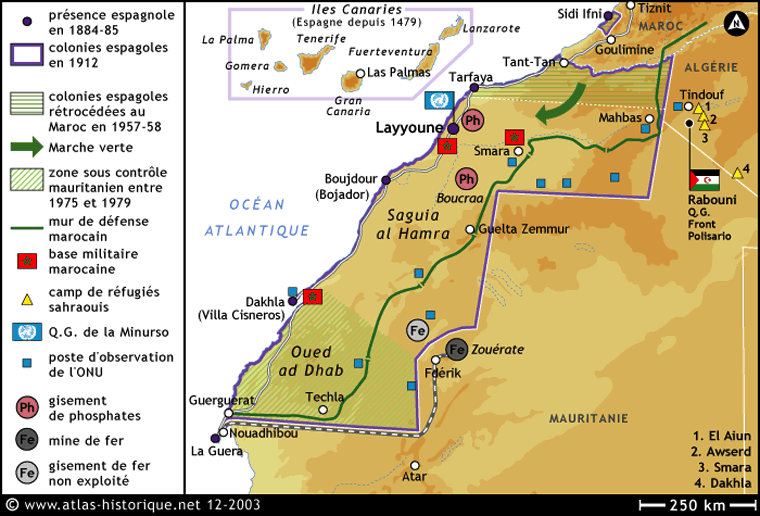 présence espagnole
en 1884-85
colonies espagoles
en 1912
colonies espagoles
rétrocédées au
Maroc en 1957-58
Marche verte
zone sous contrôle
mauritanien entre
1975 et 1979
mur de défense
marocain
base militaire
marocaine
camp de réfugiés
sahraouis
Q.G. de la Minurso
poste d'observation
de l'ONU
Ph
gisement
de phosphates
Fe
mine de fer
Fe
gisement de fer
non exploité
Iles Canaries
(Espagne depuis 1479)
La Palma
Tenerife
Lanzarote
Gomera
Fuerteventura
Hierro
Las Palmas
Gran
Canaria
Sidi Ifni
Tiznit
MAROC
N
Goulimine
Tant-Tan
ALGÉRIE
Tarfaya
Tindouf
1
2
3
4
Layyoune
Ph
Mahbas
Smara
Rabouni
Q.G.
Front
Polisario
Boujdour
(Bojador)
Ph
Boucraa
OCÉAN
ATLANTIQUE
Saguia
al Hamra
Guelta Zemmur
Dakhla
(Villa Cisneros)
Fe
Fe
Zouérate
Fdérik
Oued
ad Dhab
Techla
Guerguerat
Nouadhibou
La Guera
Atar
MAURITANIE
1. El Aiun
2. Awserd
3. Smara
4. Dakhla
© www.atlas-historique.net 12-2003
250 km